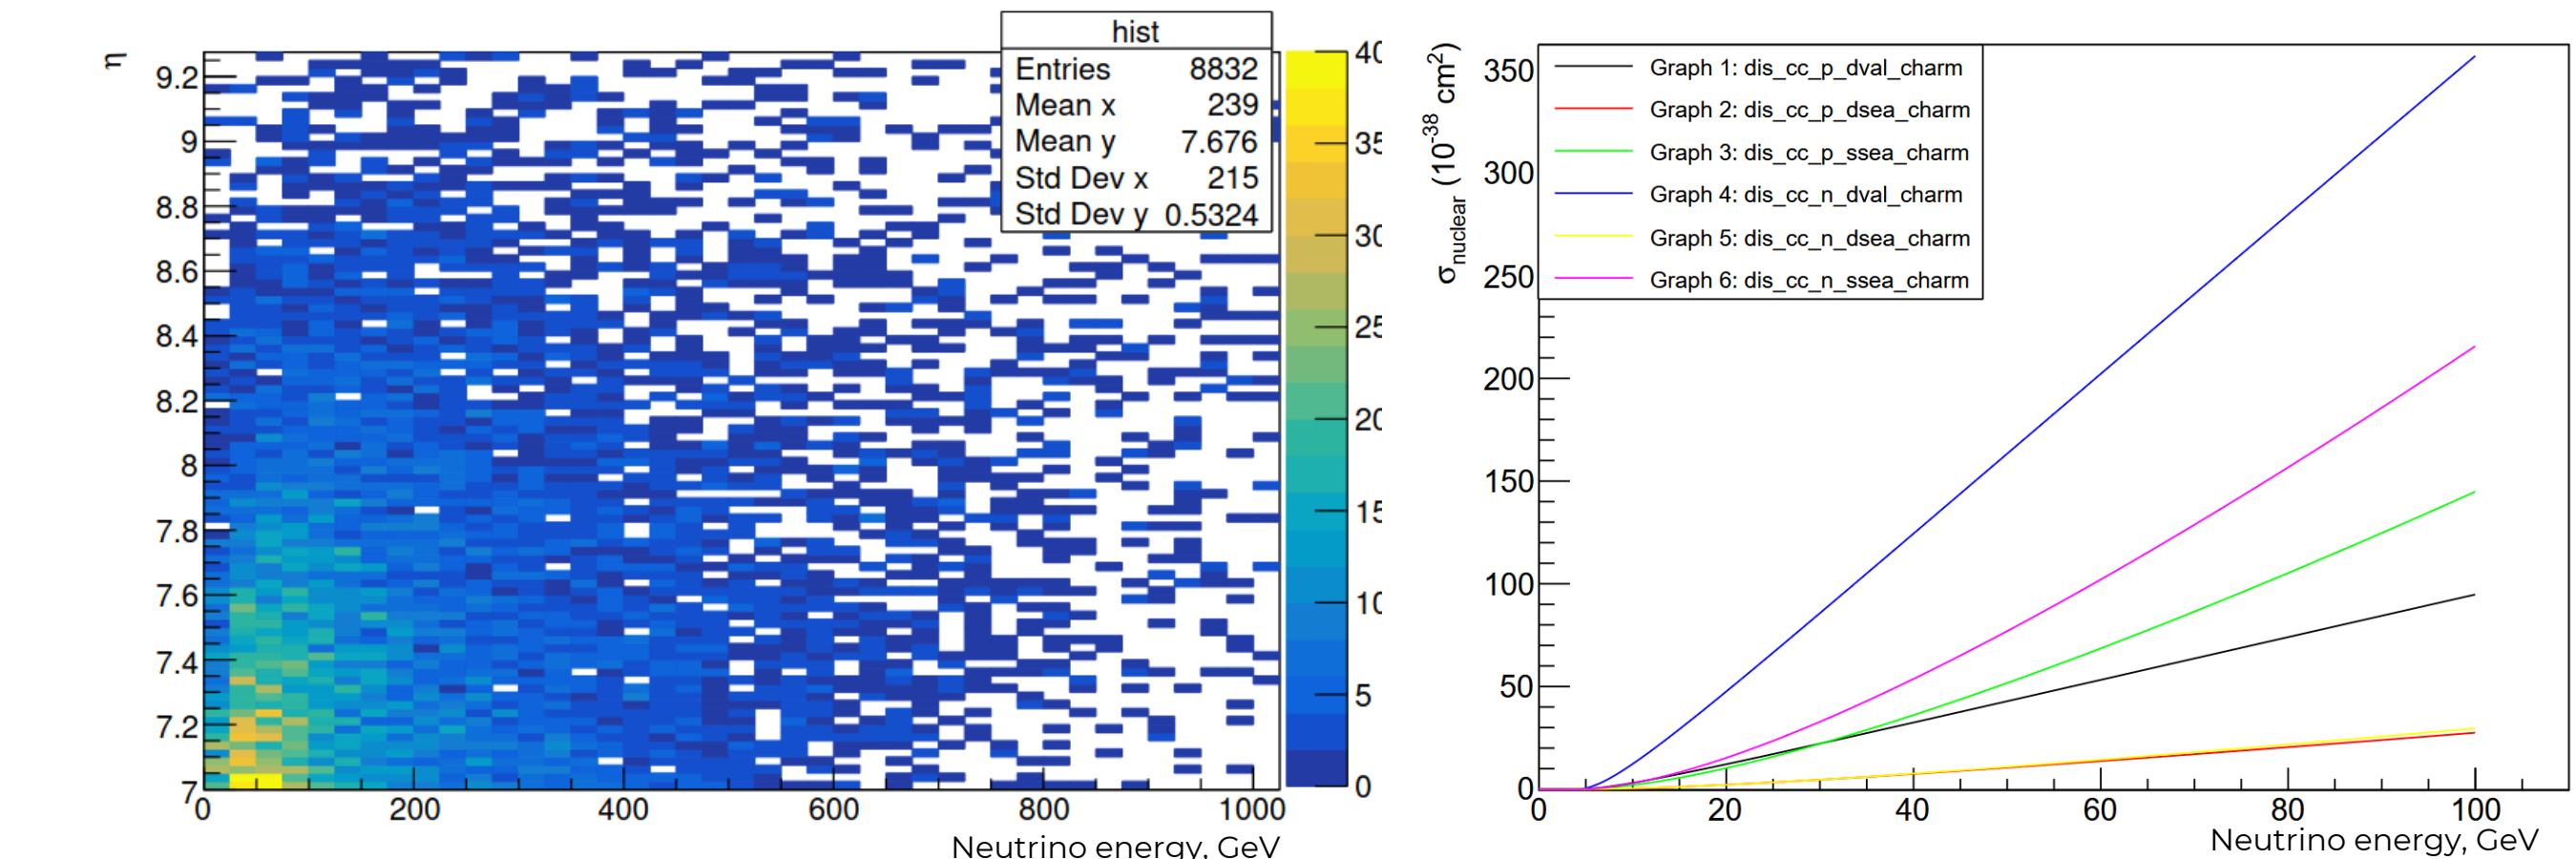 hist
Entries 8832
Mean x 239
Mean y 7.676
Std Dev x 215
Std Dev y 0.5324
η
9.2
9
8.8
8.6
8.4
8.2
8
7.8
7.6
7.4
7.2
7
0 200 400 600 800 1000
Neutrino energy, GeV
35
15
5
0
σnuclear (10-38 cm2)
350
300
250
200
150
100
50
0
Graph 1: dis_cc_p_dval_charm
Graph 2: dis_cc_p_dsea_charm
Graph 3: dis_cc_p_ssea_charm
Graph 4: dis_cc_n_dval_charm
Graph 5: dis_cc_n_dsea_charm
Graph 6: dis_cc_n_ssea_charm
0 20 40 60 80 100
Neutrino energy, GeV